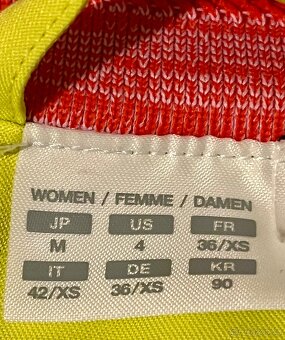 WOMEN / FEMME / DAMEN
JP US FR
M 4 36/XS
IT DE KR
42/XS 36/XS 90